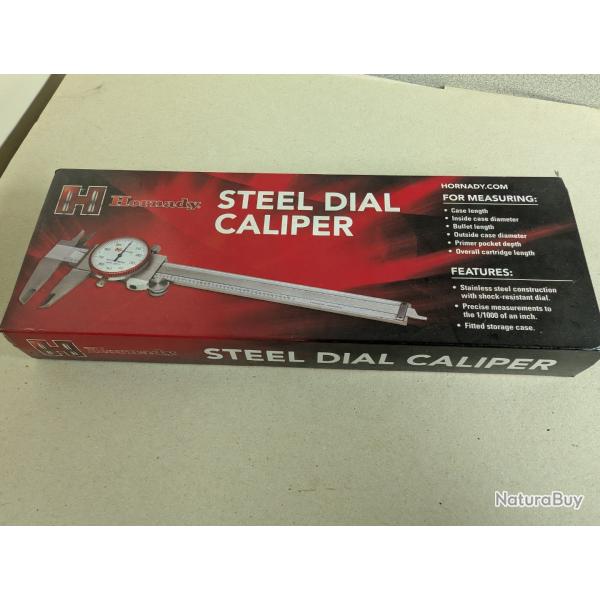 H Hornady
STEEL DIAL
CALIPER
HORNADY.COM
FOR MEASURING:
• Case length
• Inside case diameter
• Bullet length
• Outside case diameter
• Primer pocket depth
• Overall cartridge length
FEATURES:
• Stainless steel construction
with shock-resistant dial.
• Precise measurements to
the 1/1000 of an inch.
• Fitted storage case.
H Hornady STEEL DIAL CALIPER
NaturaBuy